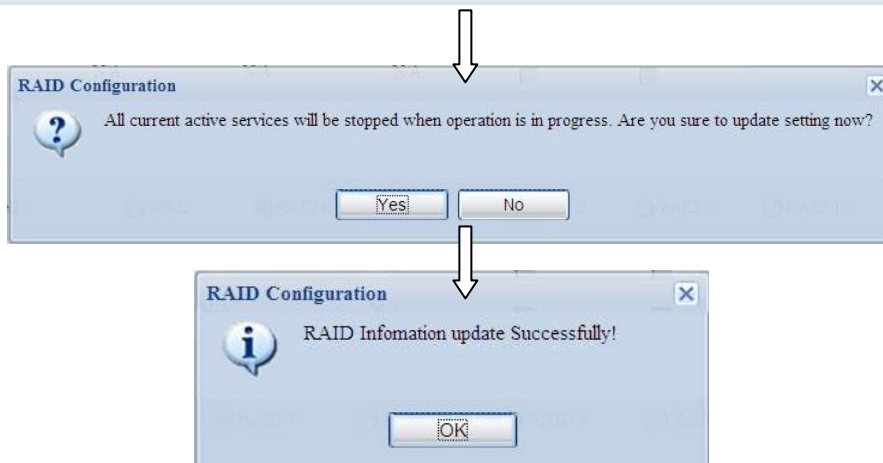 RAID Configuration
All current active services will be stopped when operation is in progress. Are you sure to update setting now?
Yes No
RAID Configuration
RAID Infomation update Successfully!
OK